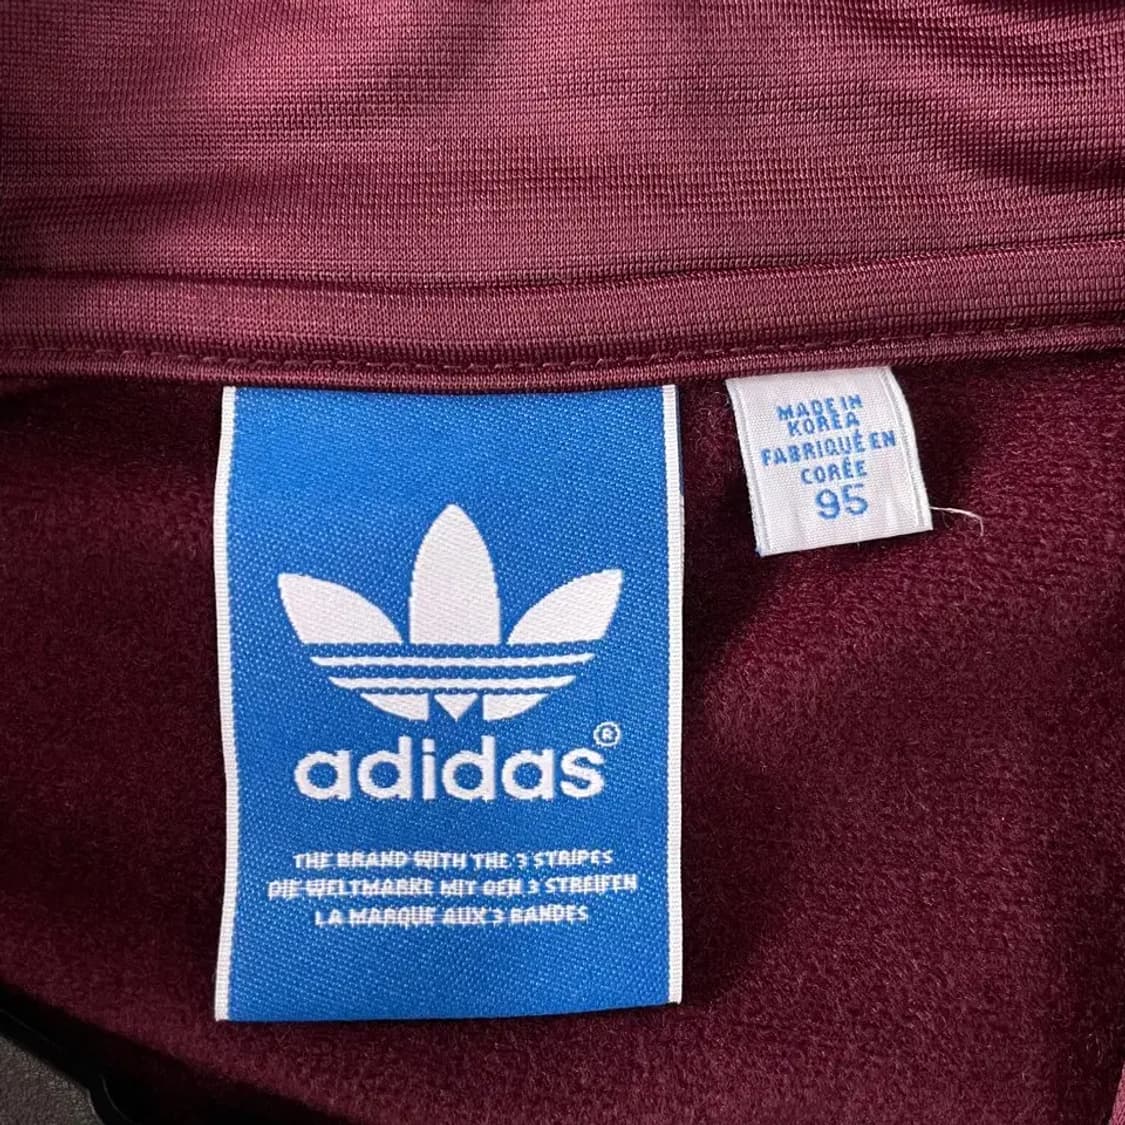 adidas®
THE BRAND WITH THE 3 STRIPES
DIE WELTMARKE MIT DEN 3 STREIFEN
LA MARQUE AUX 3 BANDES
MADE IN
KOREA
FABRIQUÉ EN
CORÉE
95